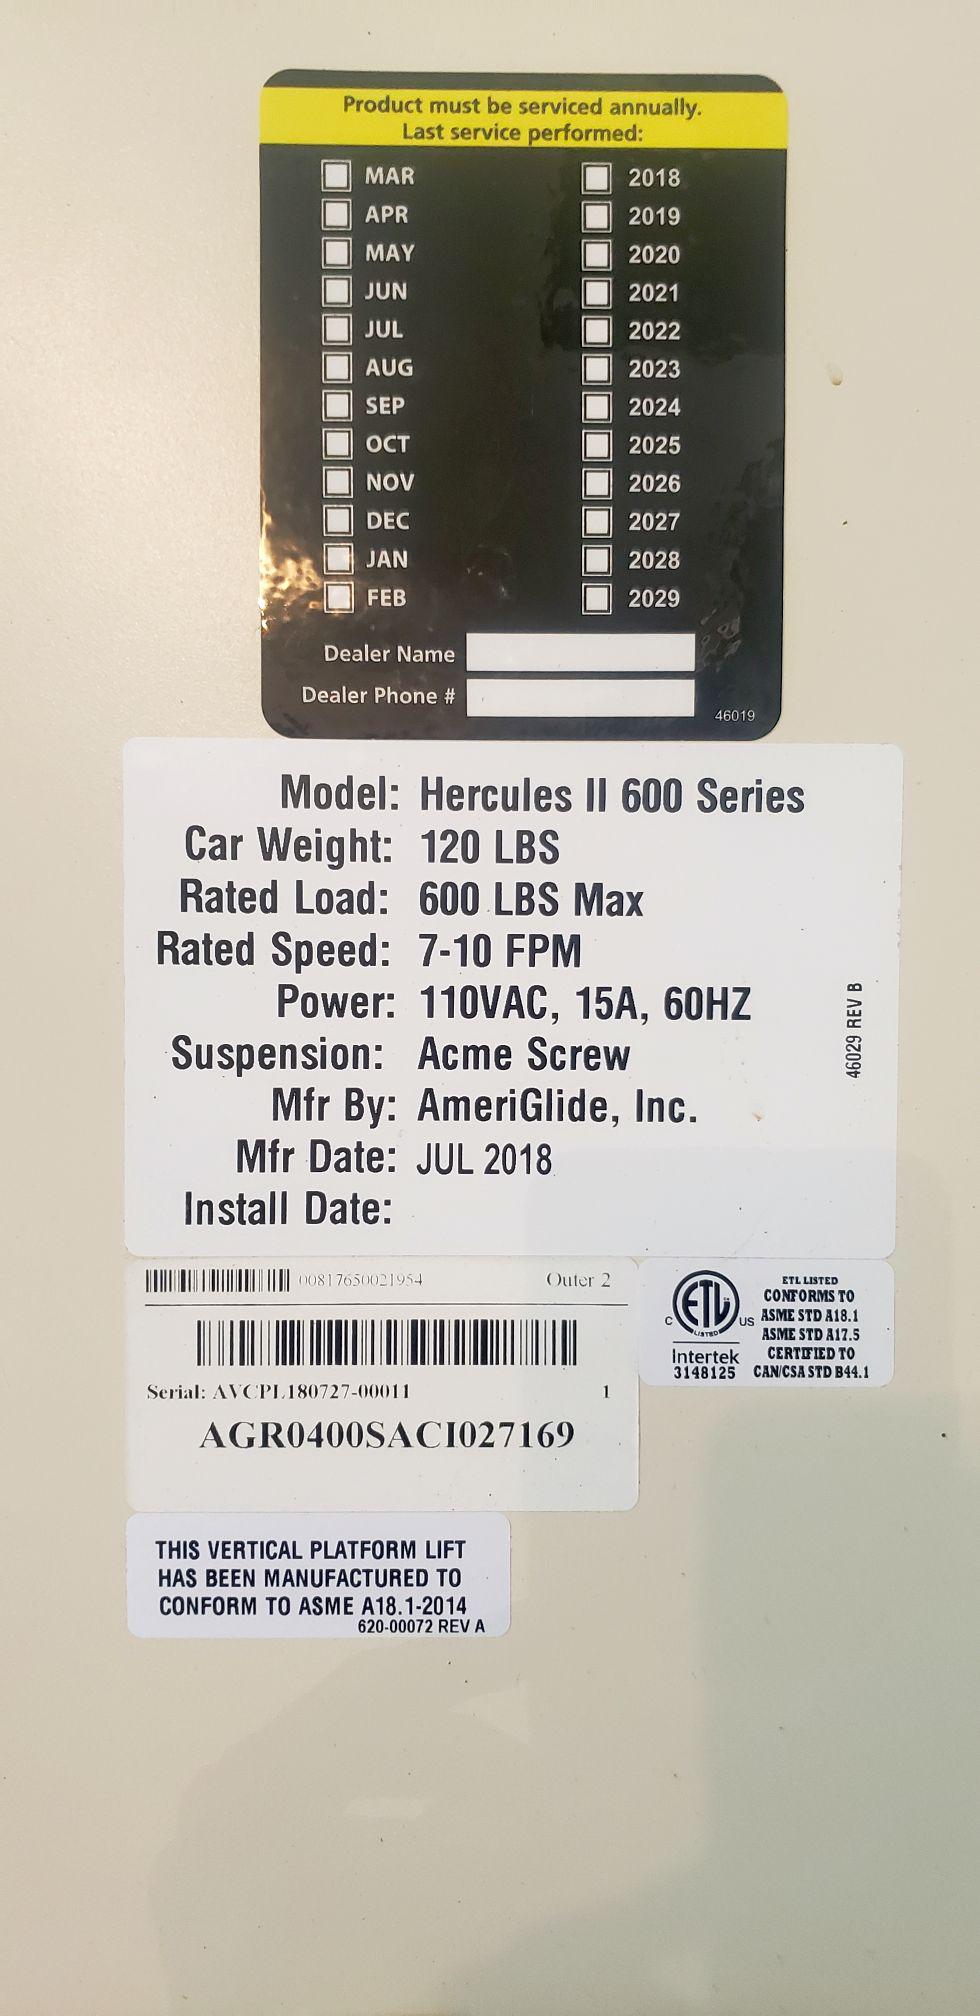 Product must be serviced annually.
Last service performed:
MAR 2018
APR 2019
MAY 2020
JUN 2021
JUL 2022
AUG 2023
SEP 2024
OCT 2025
NOV 2026
DEC 2027
JAN 2028
FEB 2029
Dealer Name
Dealer Phone #
46019
Model: Hercules II 600 Series
Car Weight: 120 LBS
Rated Load: 600 LBS Max
Rated Speed: 7-10 FPM
Power: 110VAC, 15A, 60HZ
Suspension: Acme Screw
Mfr By: AmeriGlide, Inc.
Mfr Date: JUL 2018
Install Date:
46029 REV B
00817650021954 Outer 2
Serial: AVCPL180727-00011 1
AGR0400SACI027169
ETL
LISTED
C US
Intertek
3148125
ETL LISTED
CONFORMS TO
ASME STD A18.1
ASME STD A17.5
CERTIFIED TO
CAN/CSA STD B44.1
THIS VERTICAL PLATFORM LIFT
HAS BEEN MANUFACTURED TO
CONFORM TO ASME A18.1-2014
620-00072 REV A